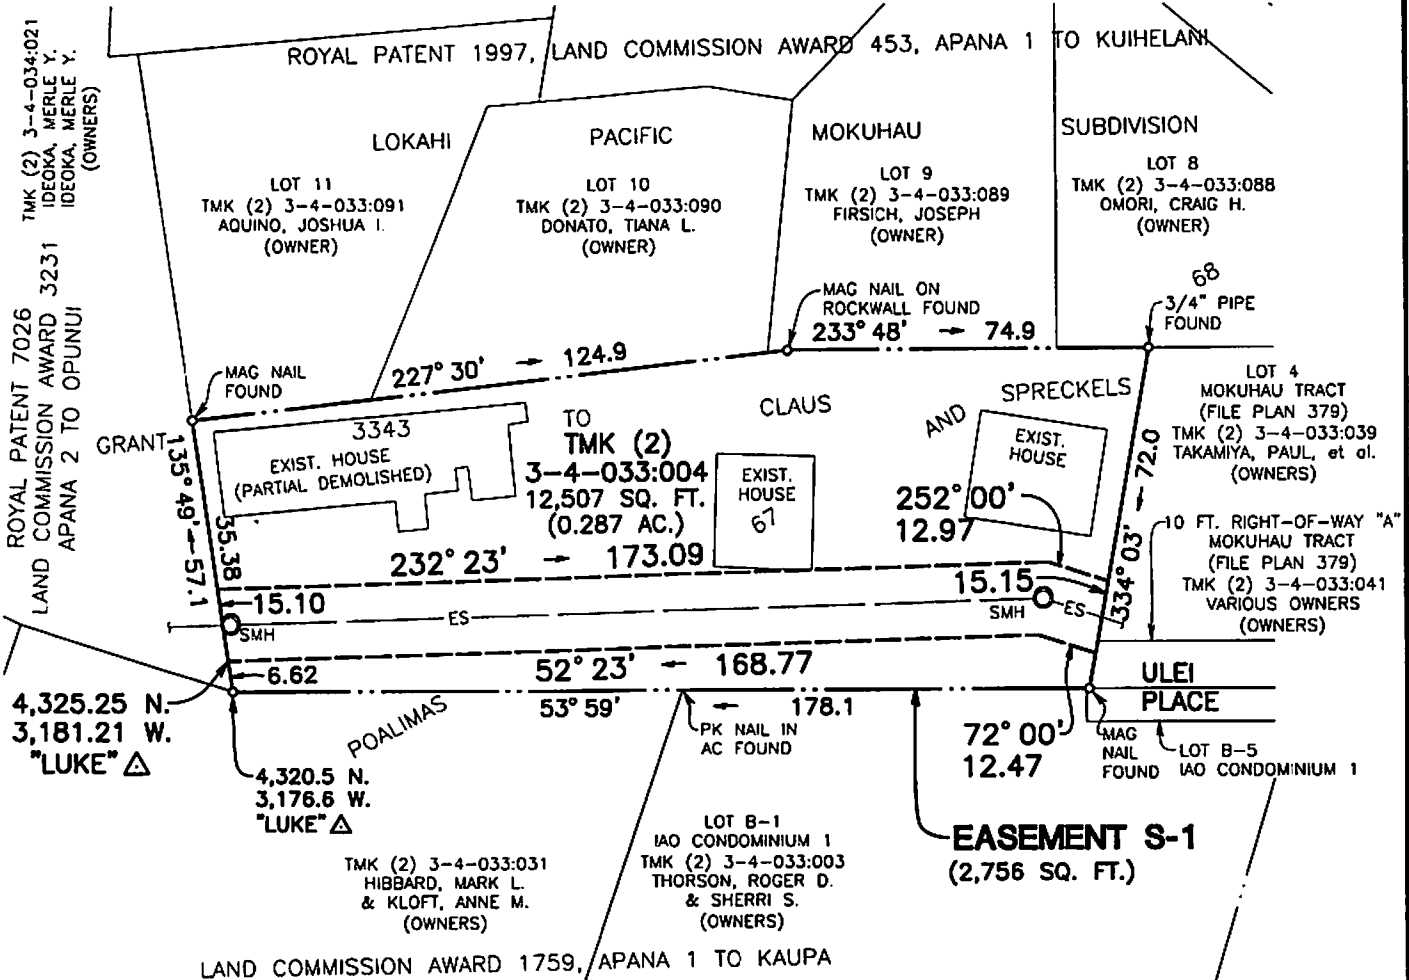 ROYAL PATENT 1997, LAND COMMISSION AWARD 453, APANA 1 TO KUIHELANI
TMK (2) 3-4-034:021
IDEOKA, MERLE Y.
IDEOKA, MERLE Y.
(OWNERS)
ROYAL PATENT 7026
LAND COMMISSION AWARD 3231
APANA 2 TO OPUNUI
LOKAHI
PACIFIC
MOKUHAU
SUBDIVISION
LOT 11
TMK (2) 3-4-033:091
AQUINO, JOSHUA I.
(OWNER)
LOT 10
TMK (2) 3-4-033:090
DONATO, TIANA L.
(OWNER)
LOT 9
TMK (2) 3-4-033:089
FIRSICH, JOSEPH
(OWNER)
LOT 8
TMK (2) 3-4-033:088
OMORI, CRAIG H.
(OWNER)
68
MAG NAIL ON
ROCKWALL FOUND
3/4" PIPE
FOUND
233° 48' → 74.9
227° 30' → 124.9
MAG NAIL
FOUND
GRANT
TO
CLAUS
AND
SPRECKELS
3343
EXIST. HOUSE
(PARTIAL DEMOLISHED)
TMK (2)
3-4-033:004
12,507 SQ. FT.
(0.287 AC.)
EXIST.
HOUSE
67
EXIST.
HOUSE
LOT 4
MOKUHAU TRACT
(FILE PLAN 379)
TMK (2) 3-4-033:039
TAKAMIYA, PAUL, et al.
(OWNERS)
135° 49' ← 57.1
35.38
334° 03' ← 72.0
252° 00'
12.97
10 FT. RIGHT-OF-WAY "A"
MOKUHAU TRACT
(FILE PLAN 379)
TMK (2) 3-4-033:041
VARIOUS OWNERS
(OWNERS)
232° 23' → 173.09
15.10
15.15
SMH
ES
SMH
ES
6.62
52° 23' ← 168.77
53° 59' ← 178.1
ULEI
PLACE
4,325.25 N.
3,181.21 W.
"LUKE" △
POALIMAS
PK NAIL IN
AC FOUND
72° 00'
12.47
MAG
NAIL
FOUND
LOT B-5
IAO CONDOMINIUM 1
4,320.5 N.
3,176.6 W.
"LUKE" △
EASEMENT S-1
(2,756 SQ. FT.)
TMK (2) 3-4-033:031
HIBBARD, MARK L.
& KLOFT, ANNE M.
(OWNERS)
LOT B-1
IAO CONDOMINIUM 1
TMK (2) 3-4-033:003
THORSON, ROGER D.
& SHERRI S.
(OWNERS)
LAND COMMISSION AWARD 1759, APANA 1 TO KAUPA